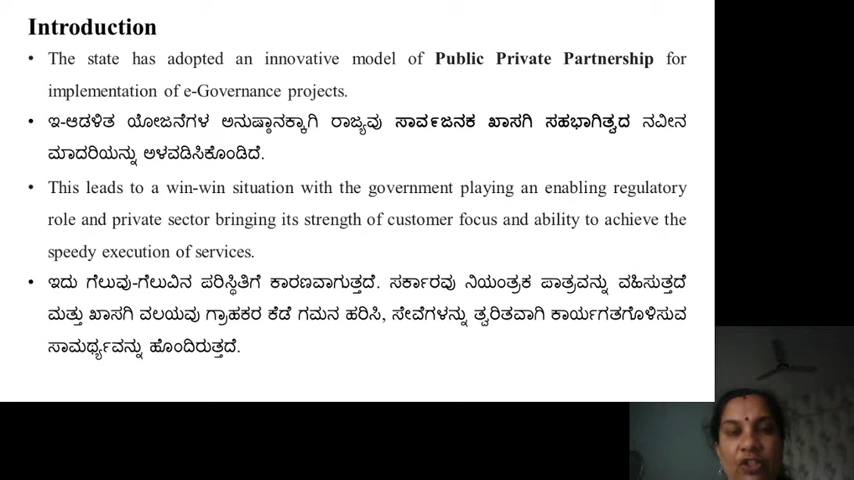 Introduction
• The state has adopted an innovative model of Public Private Partnership for
implementation of e-Governance projects.
• ಇ-ಆಡಳಿತ ಯೋಜನೆಗಳ ಅನುಷ್ಠಾನಕ್ಕಾಗಿ ರಾಜ್ಯವು ಸಾರ್ವಜನಿಕ ಖಾಸಗಿ ಸಹಭಾಗಿತ್ವದ ನವೀನ
ಮಾದರಿಯನ್ನು ಅಳವಡಿಸಿಕೊಂಡಿದೆ.
• This leads to a win-win situation with the government playing an enabling regulatory
role and private sector bringing its strength of customer focus and ability to achieve the
speedy execution of services.
• ಇದು ಗೆಲುವು-ಗೆಲುವಿನ ಪರಿಸ್ಥಿತಿಗೆ ಕಾರಣವಾಗುತ್ತದೆ. ಸರ್ಕಾರವು ನಿಯಂತ್ರಕ ಪಾತ್ರವನ್ನು ವಹಿಸುತ್ತದೆ
ಮತ್ತು ಖಾಸಗಿ ವಲಯವು ಗ್ರಾಹಕರ ಕಡೆ ಗಮನ ಹರಿಸಿ, ಸೇವೆಗಳನ್ನು ತ್ವರಿತವಾಗಿ ಕಾರ್ಯಗತಗೊಳಿಸುವ
ಸಾಮರ್ಥ್ಯವನ್ನು ಹೊಂದಿರುತ್ತದೆ.